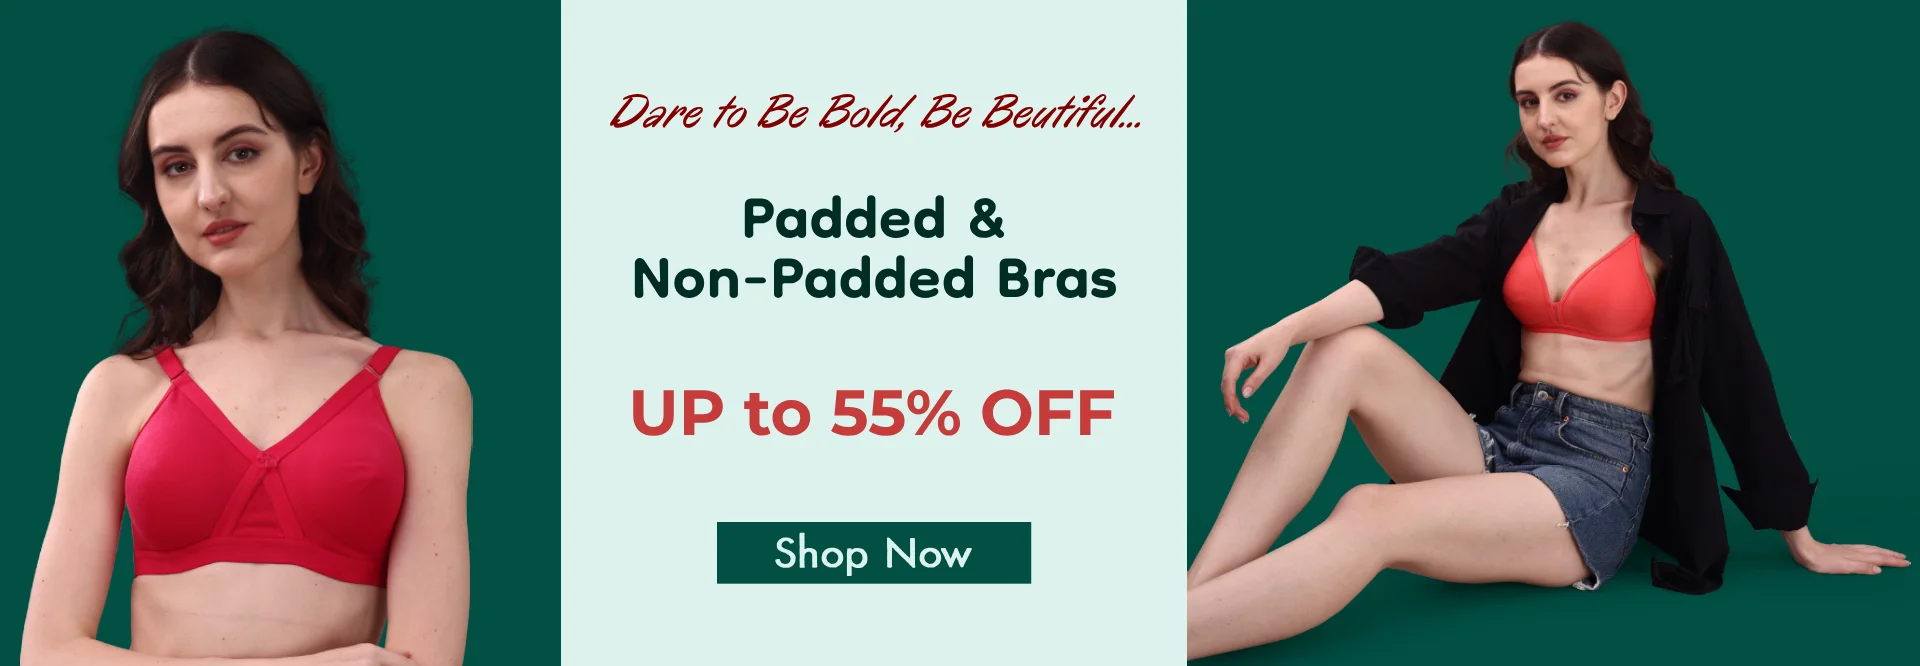 Dare to Be Bold, Be Beutiful...
Padded &
Non-Padded Bras
UP to 55% OFF
Shop Now